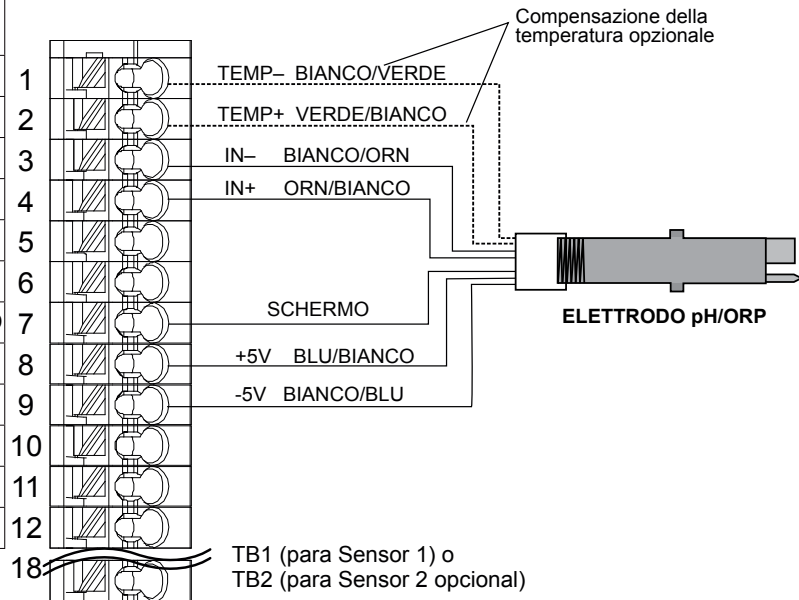 Compensazione della
temperatura opzionale
1 TEMP– BIANCO/VERDE
2 TEMP+ VERDE/BIANCO
3 IN– BIANCO/ORN
4 IN+ ORN/BIANCO
5
6
7 SCHERMO
8 +5V BLU/BIANCO
9 -5V BIANCO/BLU
10
11
12
18
ELETTRODO pH/ORP
TB1 (para Sensor 1) o
TB2 (para Sensor 2 opcional)